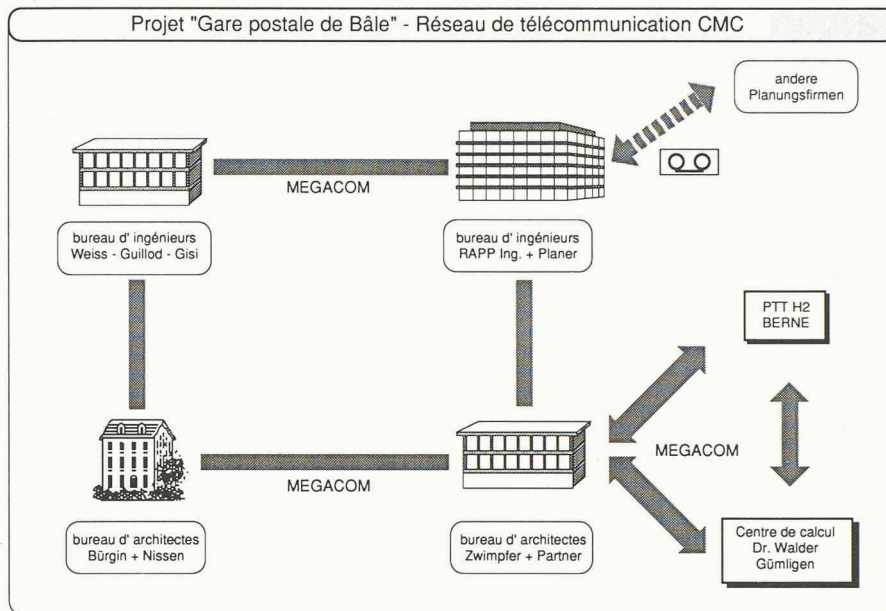 Projet "Gare postale de Bâle" - Réseau de télécommunication CMC
andere
Planungsfirmen
MEGACOM
bureau d' ingénieurs
Weiss - Guillod - Gisi
bureau d' ingénieurs
RAPP Ing. + Planer
PTT H2
BERNE
MEGACOM
MEGACOM
bureau d' architectes
Bürgin + Nissen
bureau d' architectes
Zwimpfer + Partner
Centre de calcul
Dr. Walder
Gümligen